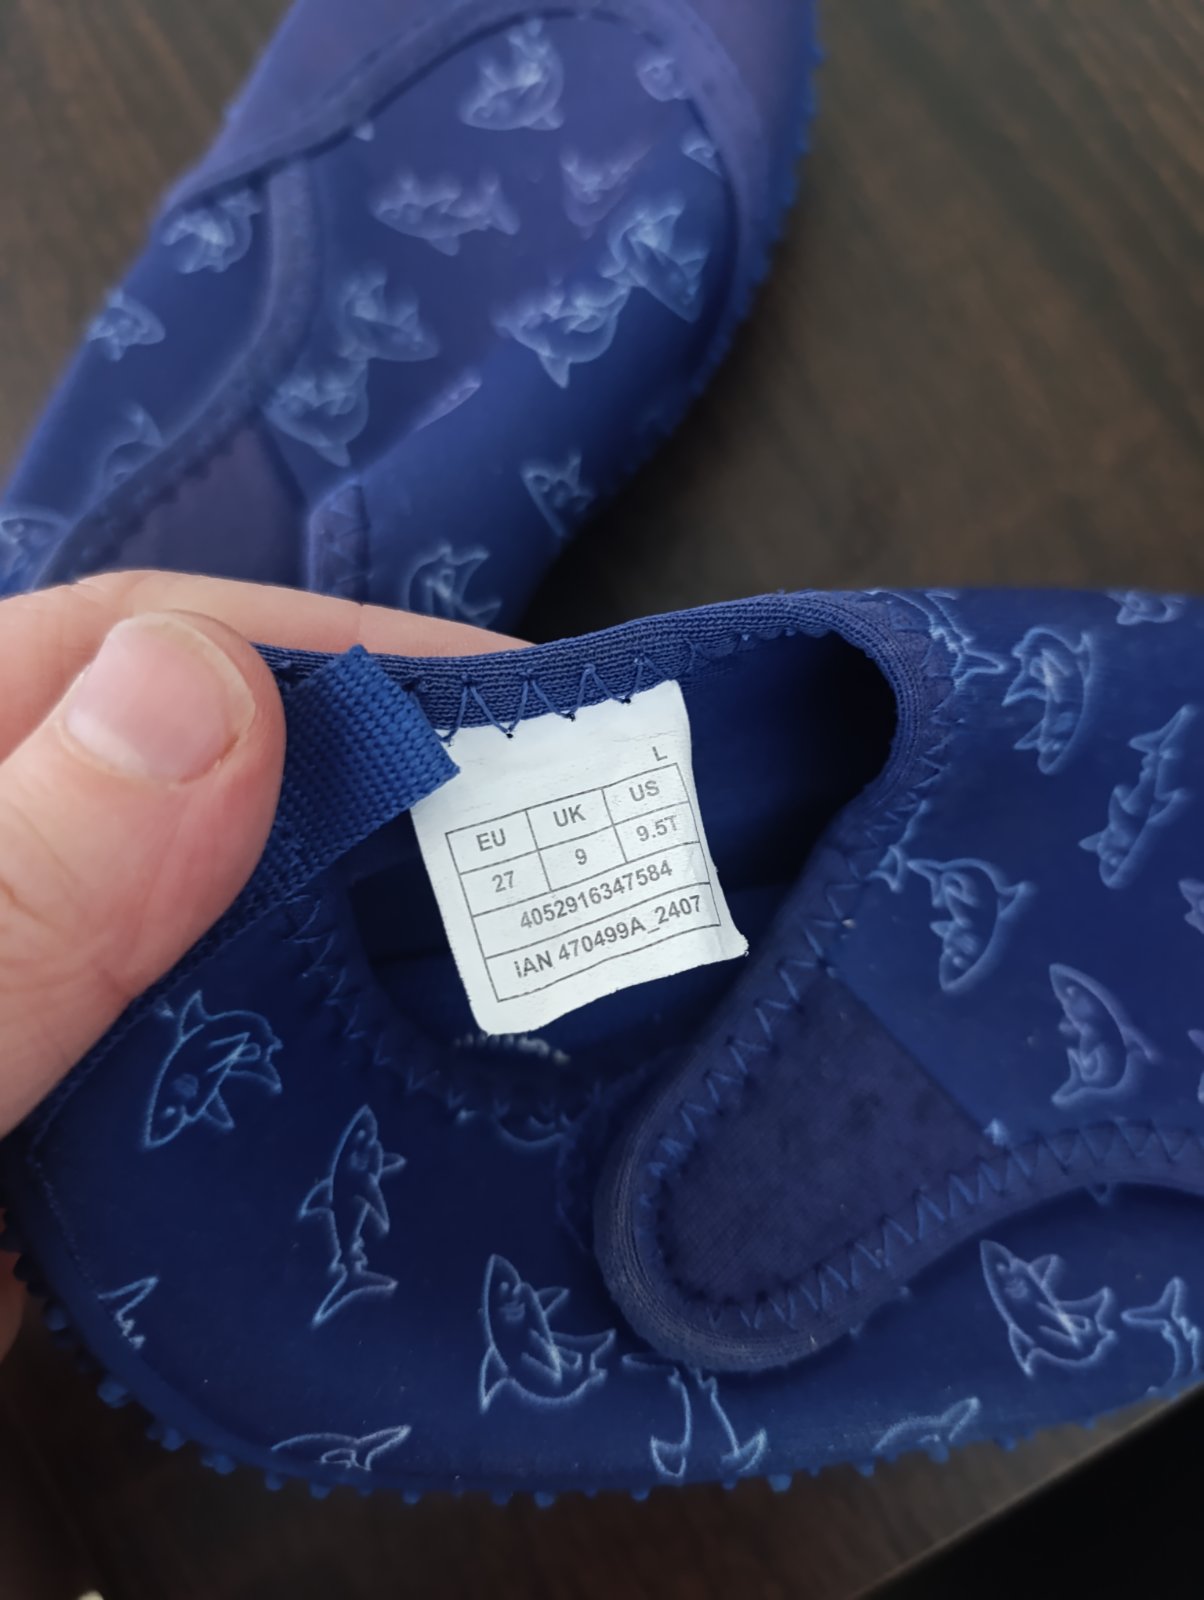 L
EU UK US
27 9 9.5T
4052916347584
iAN 470499A_2407